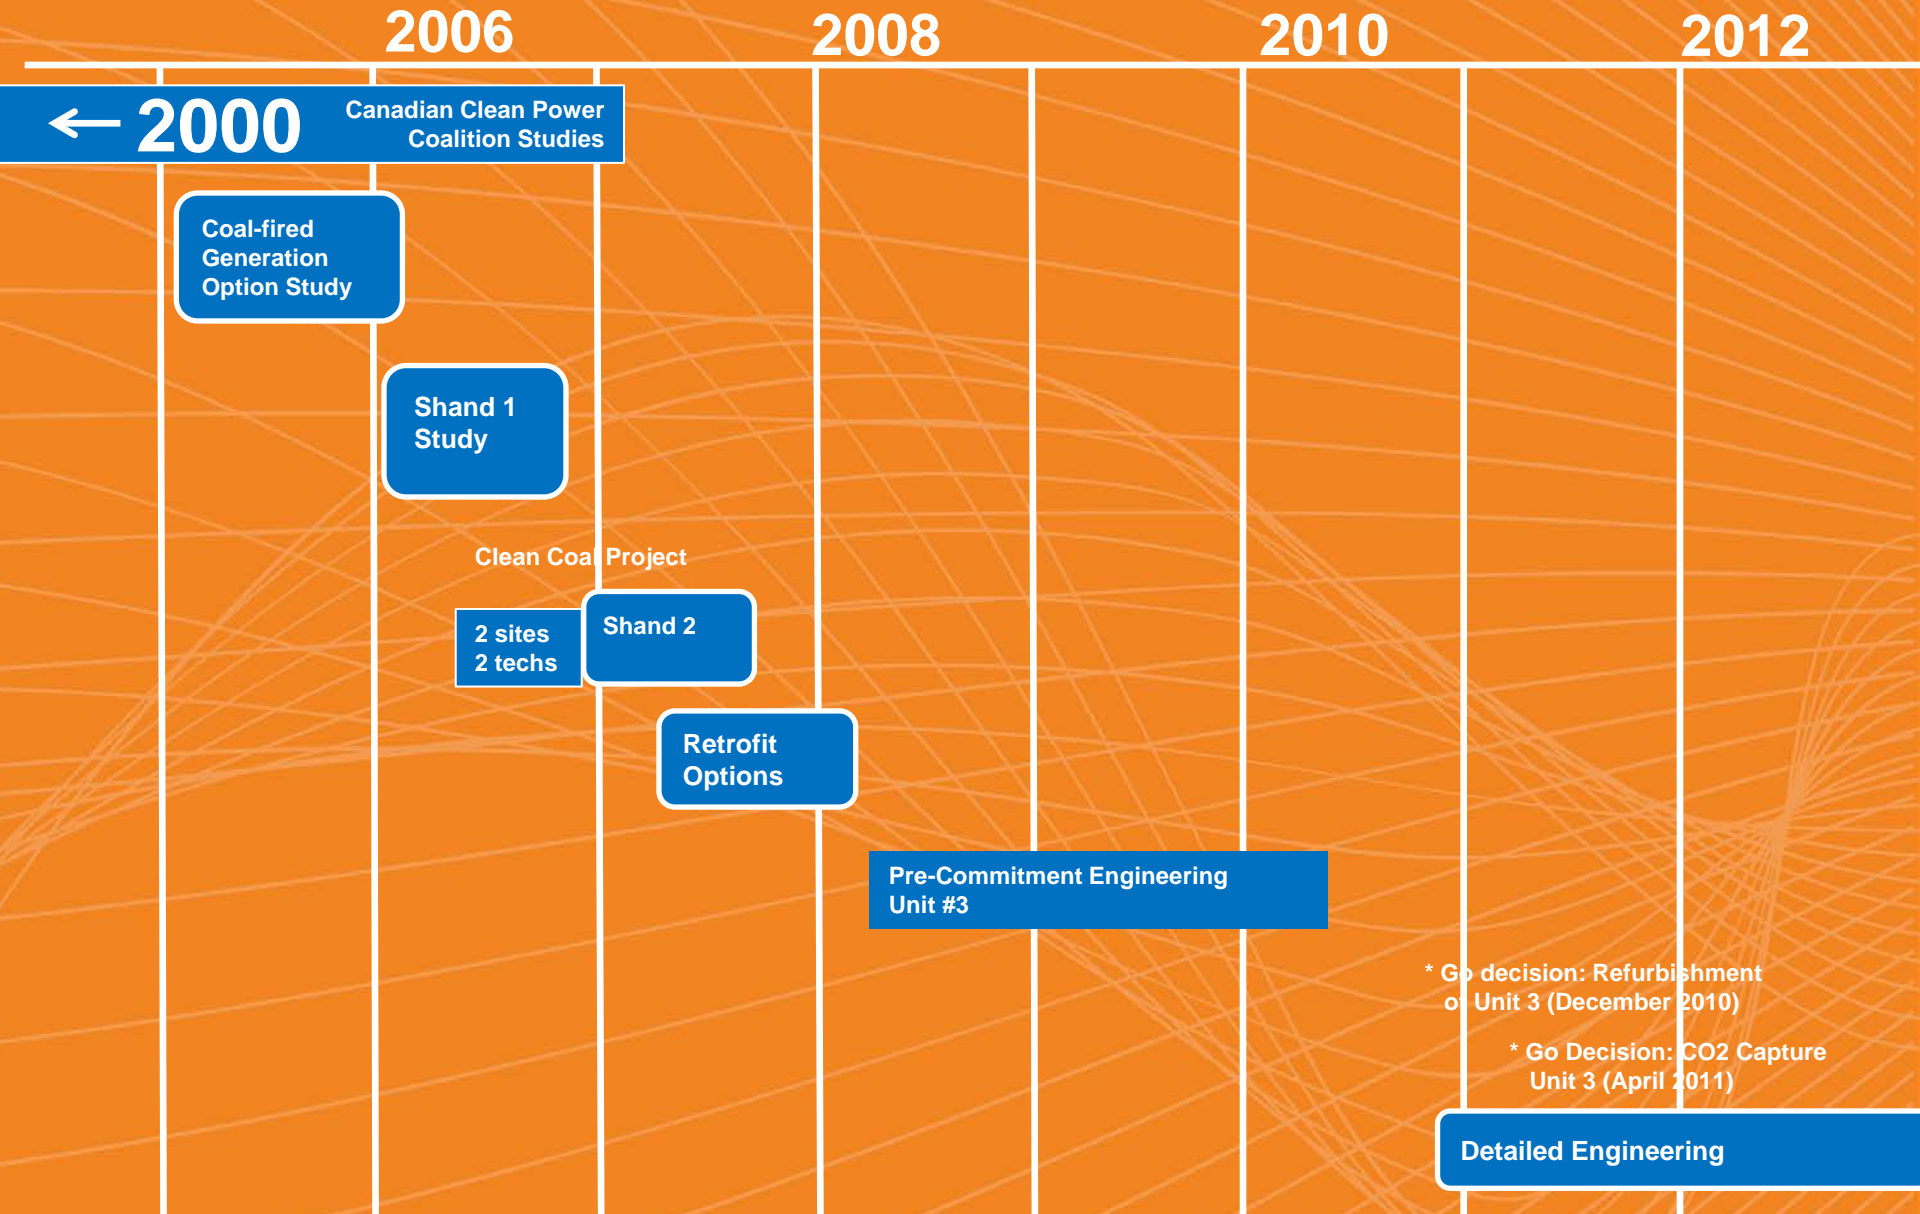 2006
2008
2010
2012
← 2000
Canadian Clean Power
Coalition Studies
Coal-fired
Generation
Option Study
Shand 1
Study
Clean Coal Project
2 sites
2 techs
Shand 2
Retrofit
Options
Pre-Commitment Engineering
Unit #3
* Go decision: Refurbishment
of Unit 3 (December 2010)
* Go Decision: CO2 Capture
Unit 3 (April 2011)
Detailed Engineering